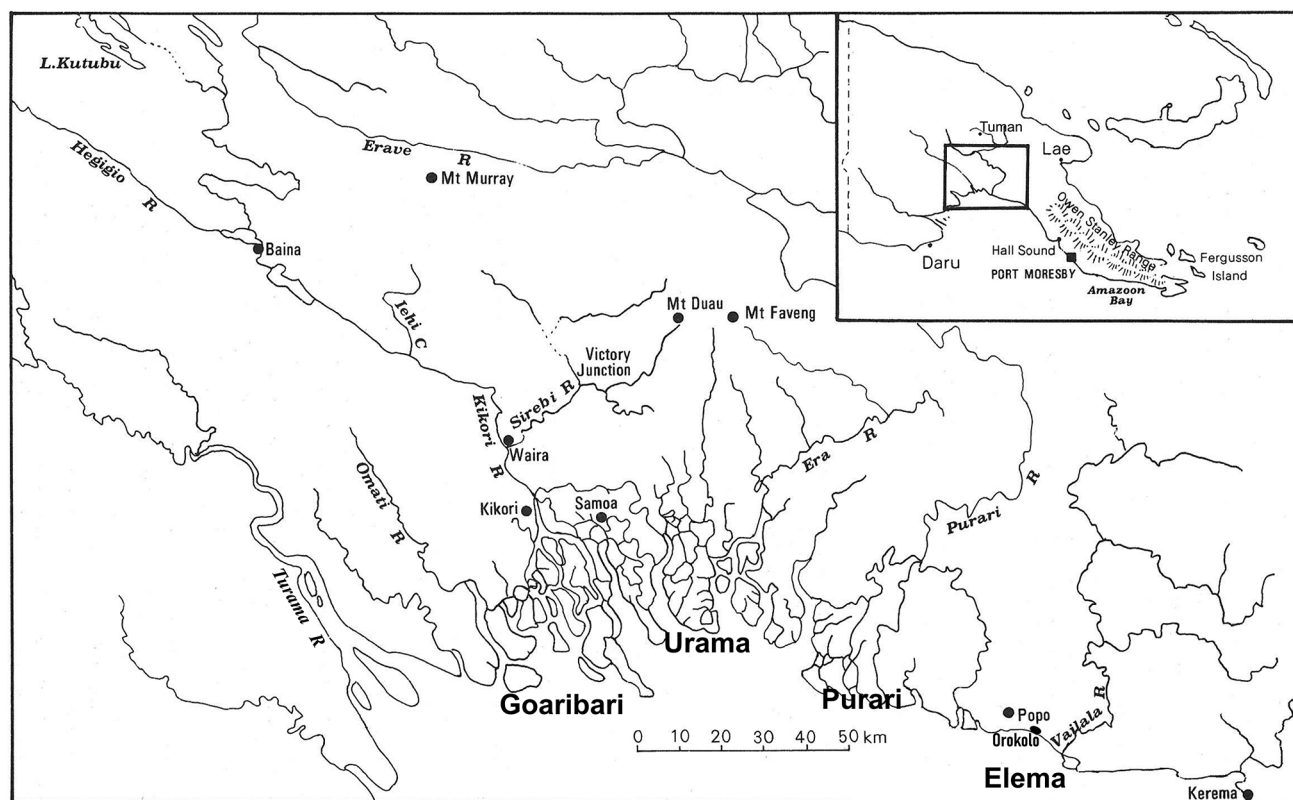 L.Kutubu
Hegigio R
Erave R
Mt Murray
Baina
Iehi C
Mt Duau
Mt Faveng
Victory
Junction
Sirebi R
Kikori R
Waira
Era R
Omati R
Kikori
Samoa
Purari R
Turama R
Urama
Goaribari
Purari
Popo
Orokolo
Vailala R
Elema
Kerema
0 10 20 30 40 50 km
Tuman
Lae
Owen Stanley Range
Hall Sound
Daru
PORT MORESBY
Fergusson
Island
Amazoon
Bay